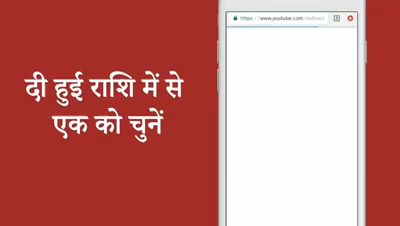 दी हुई राशि में से
एक को चुनें
https://www.youtube.com/redirect